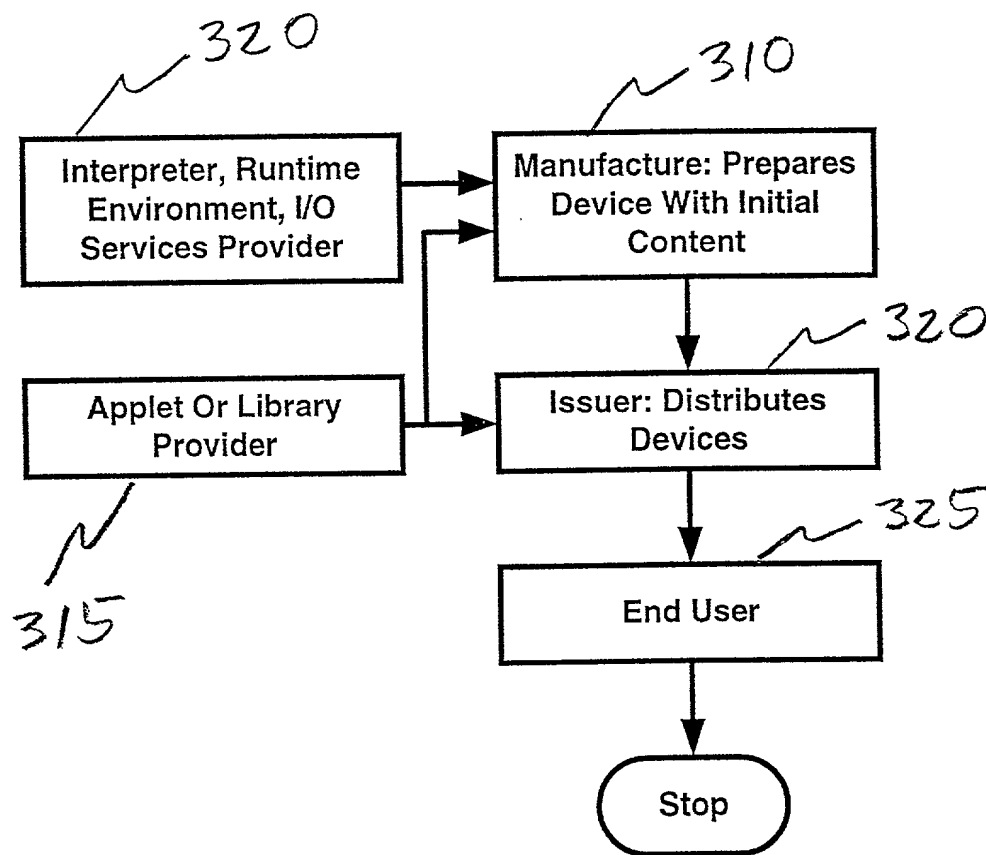 320
310
Interpreter, Runtime
Environment, I/O
Services Provider
Manufacture: Prepares
Device With Initial
Content
320
Applet Or Library
Provider
Issuer: Distributes
Devices
315
325
End User
Stop